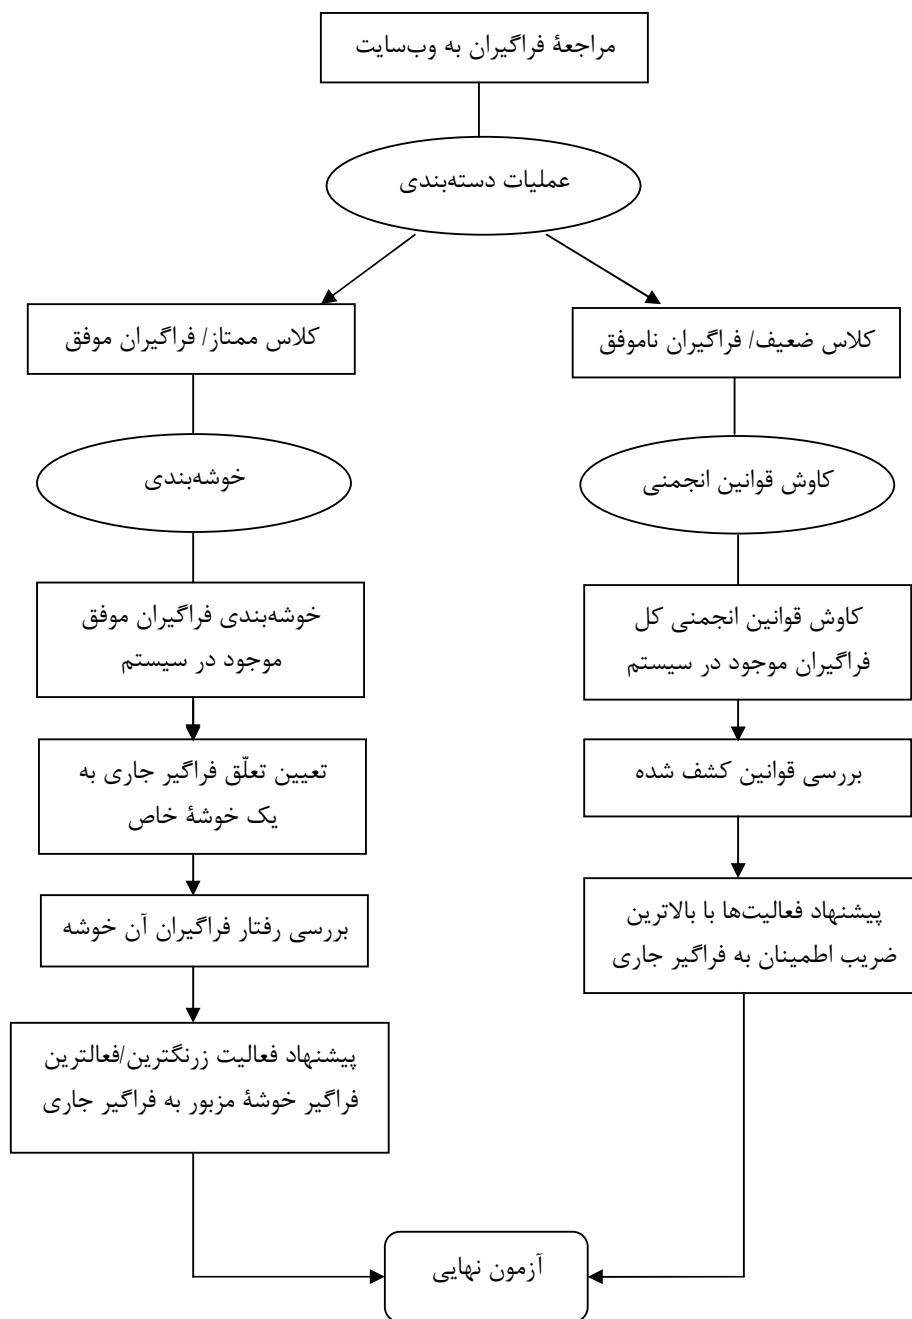 مراجعهٔ فراگیران به وب‌سایت
عملیات دسته‌بندی
کلاس ضعیف/ فراگیران ناموفق
کلاس ممتاز/ فراگیران موفق
کاوش قوانین انجمنی
خوشه‌بندی
کاوش قوانین انجمنی کل
فراگیران موجود در سیستم
خوشه‌بندی فراگیران موفق
موجود در سیستم
بررسی قوانین کشف شده
تعیین تعلّق فراگیر جاری به
یک خوشهٔ خاص
پیشنهاد فعالیت‌ها با بالاترین
ضریب اطمینان به فراگیر جاری
بررسی رفتار فراگیران آن خوشه
پیشنهاد فعالیت زرنگترین/فعالترین
فراگیر خوشهٔ مزبور به فراگیر جاری
آزمون نهایی